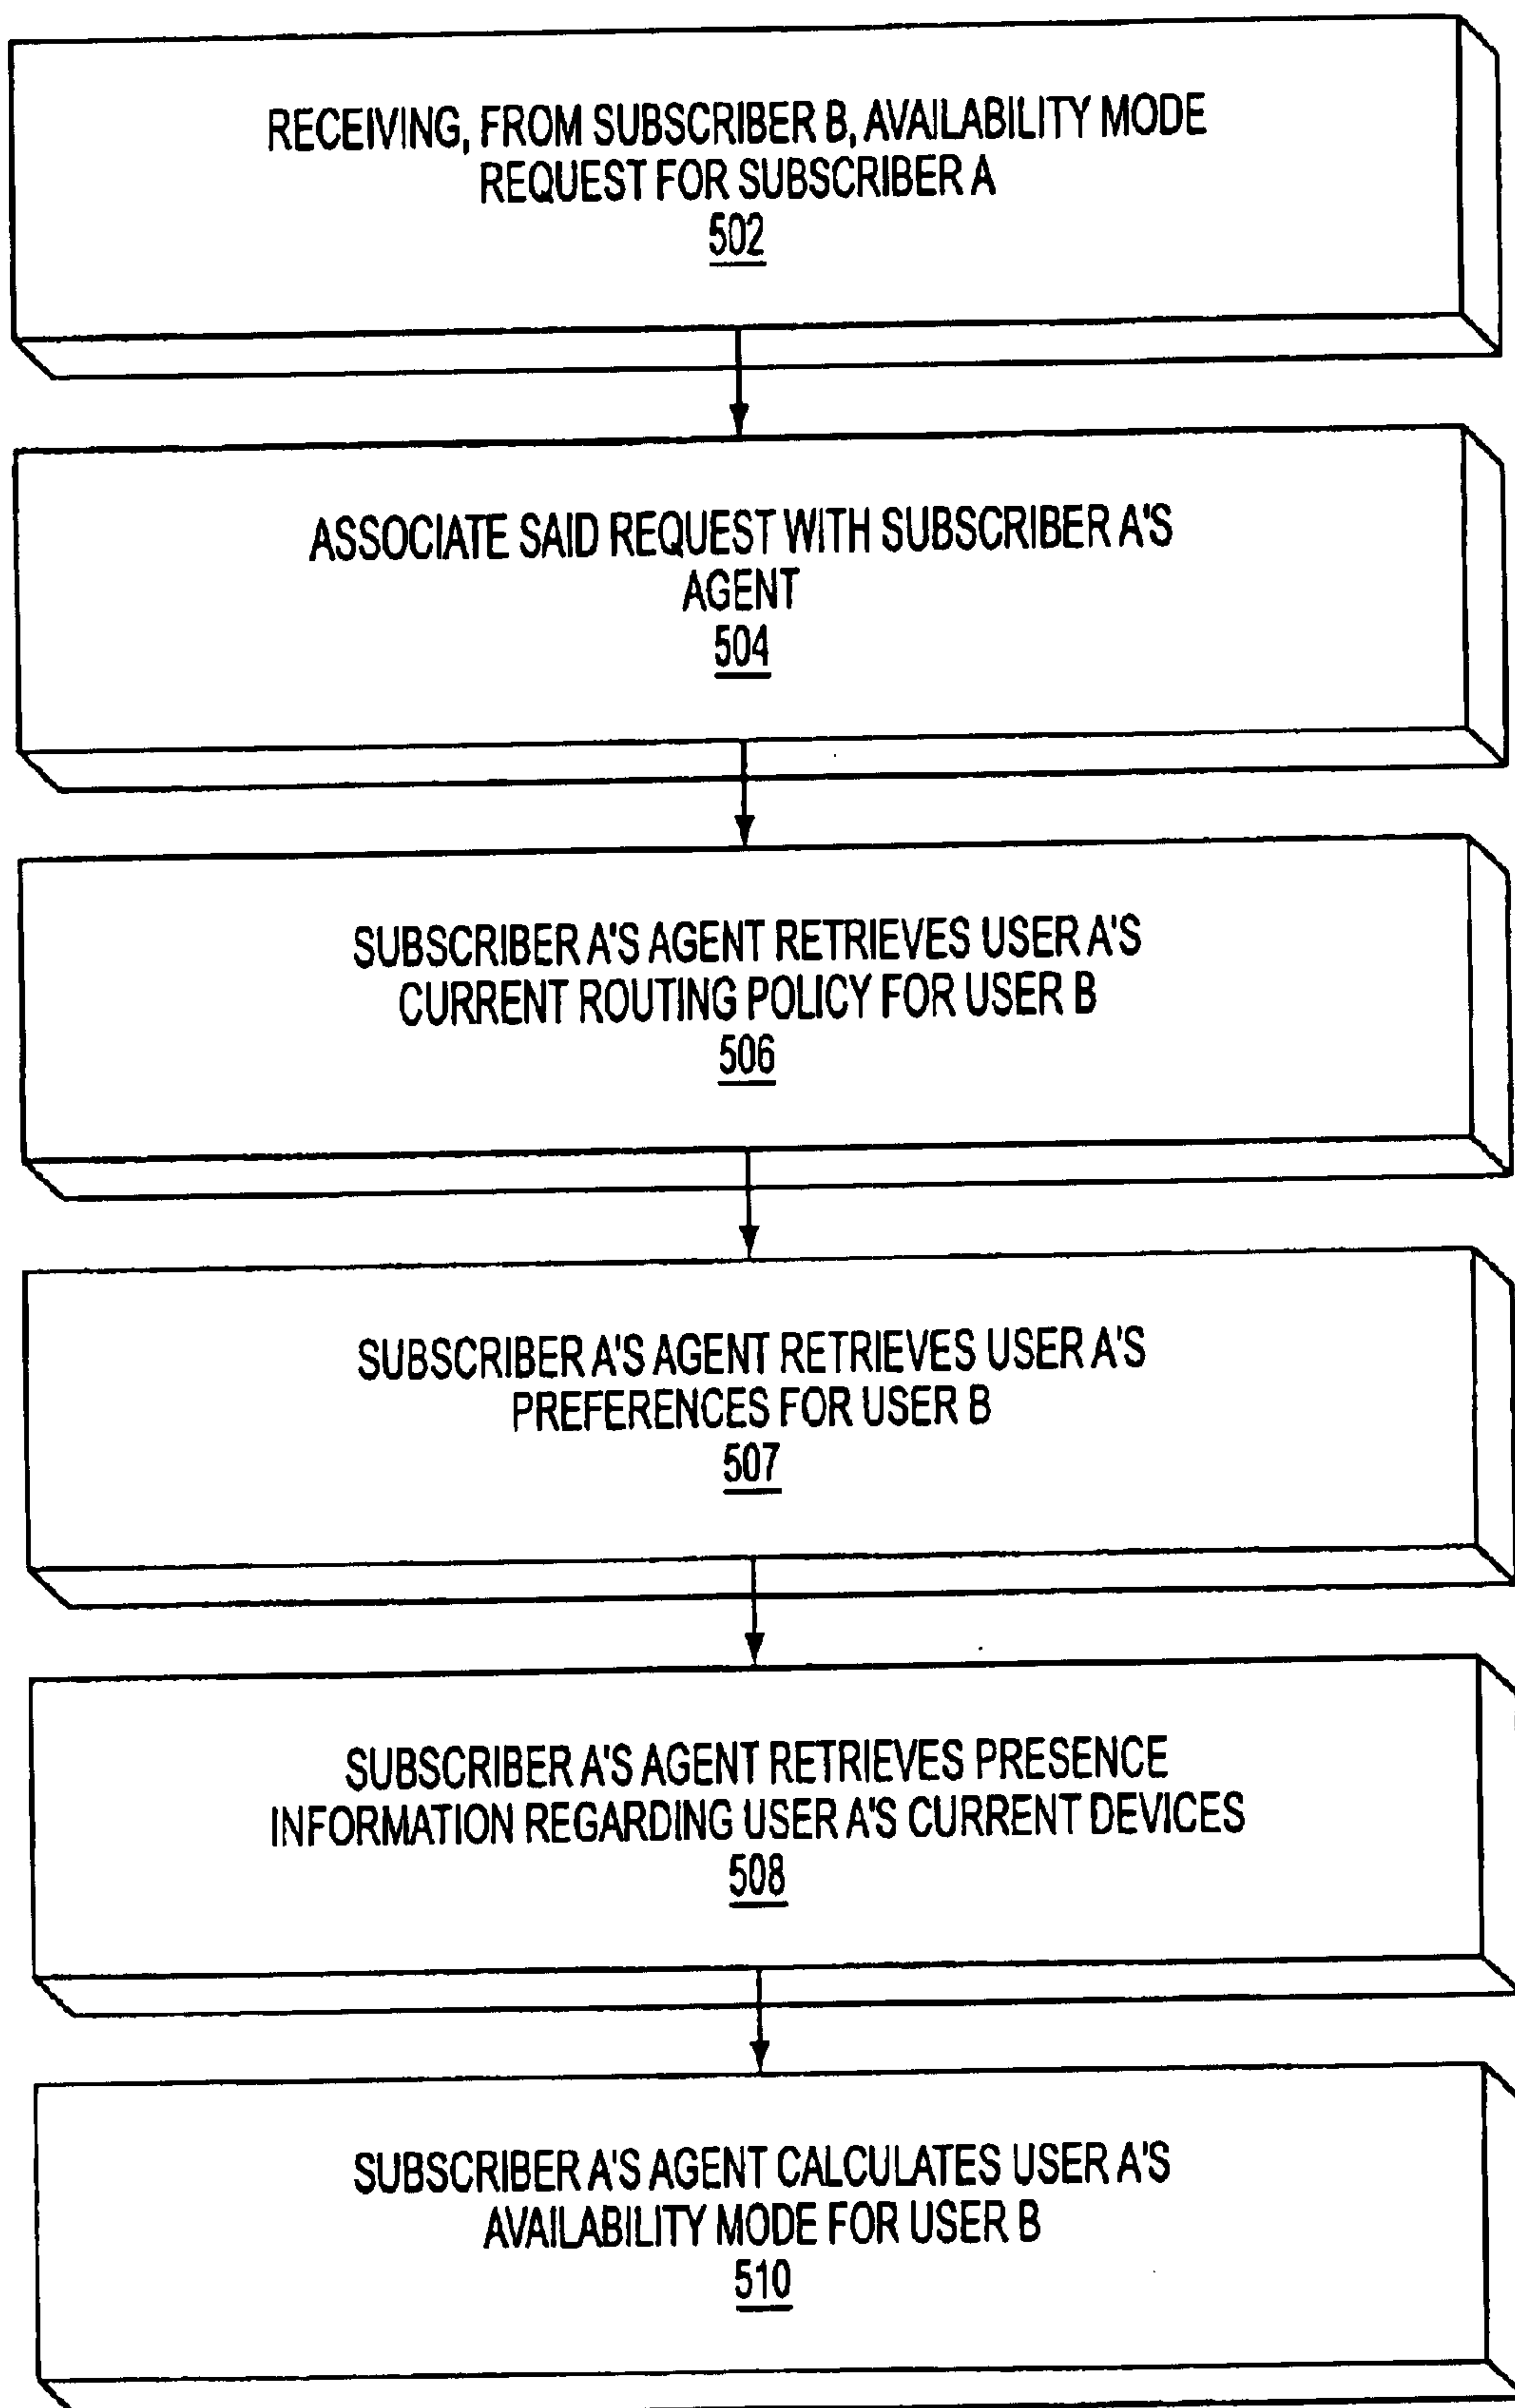 RECEIVING, FROM SUBSCRIBER B, AVAILABILITY MODE
REQUEST FOR SUBSCRIBER A
502
ASSOCIATE SAID REQUEST WITH SUBSCRIBER A'S
AGENT
504
SUBSCRIBER A'S AGENT RETRIEVES USER A'S
CURRENT ROUTING POLICY FOR USER B
506
SUBSCRIBER A'S AGENT RETRIEVES USER A'S
PREFERENCES FOR USER B
507
SUBSCRIBER A'S AGENT RETRIEVES PRESENCE
INFORMATION REGARDING USER A'S CURRENT DEVICES
508
SUBSCRIBER A'S AGENT CALCULATES USER A'S
AVAILABILITY MODE FOR USER B
510